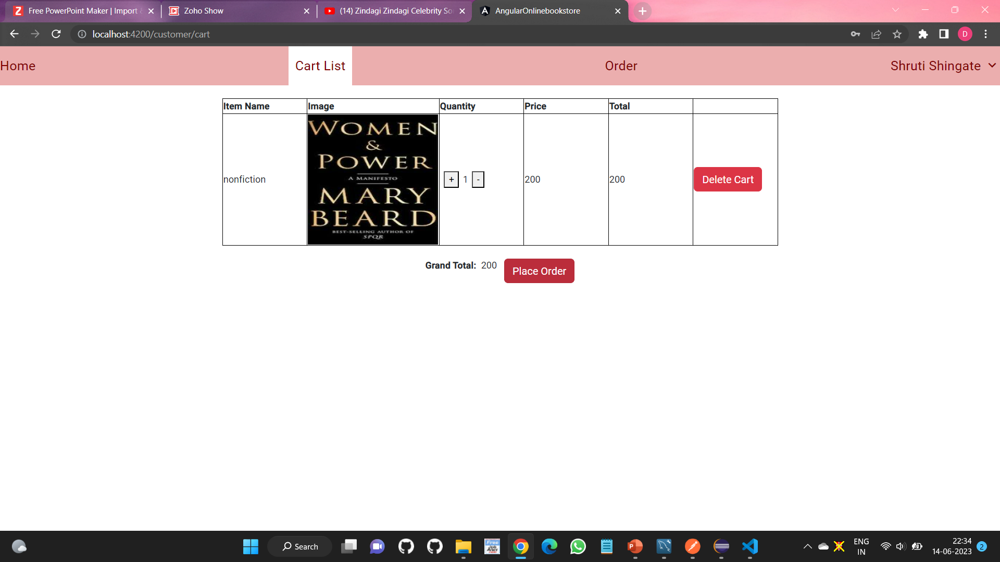 Free PowerPoint Maker | Import &
Zoho Show
(14) Zindagi Zindagi Celebrity So
AngularOnlinebookstore
localhost:4200/customer/cart
D
Home
Cart List
Order
Shruti Shingate
Item Name
Image
Quantity
Price
Total
nonfiction
WOMEN
&
POWER
A MANIFESTO
MARY
BEARD
BEST-SELLING AUTHOR OF
SPQR
+ 1 -
200
200
Delete Cart
Grand Total: 200
Place Order
Search
ENG
IN
22:34
14-06-2023
2